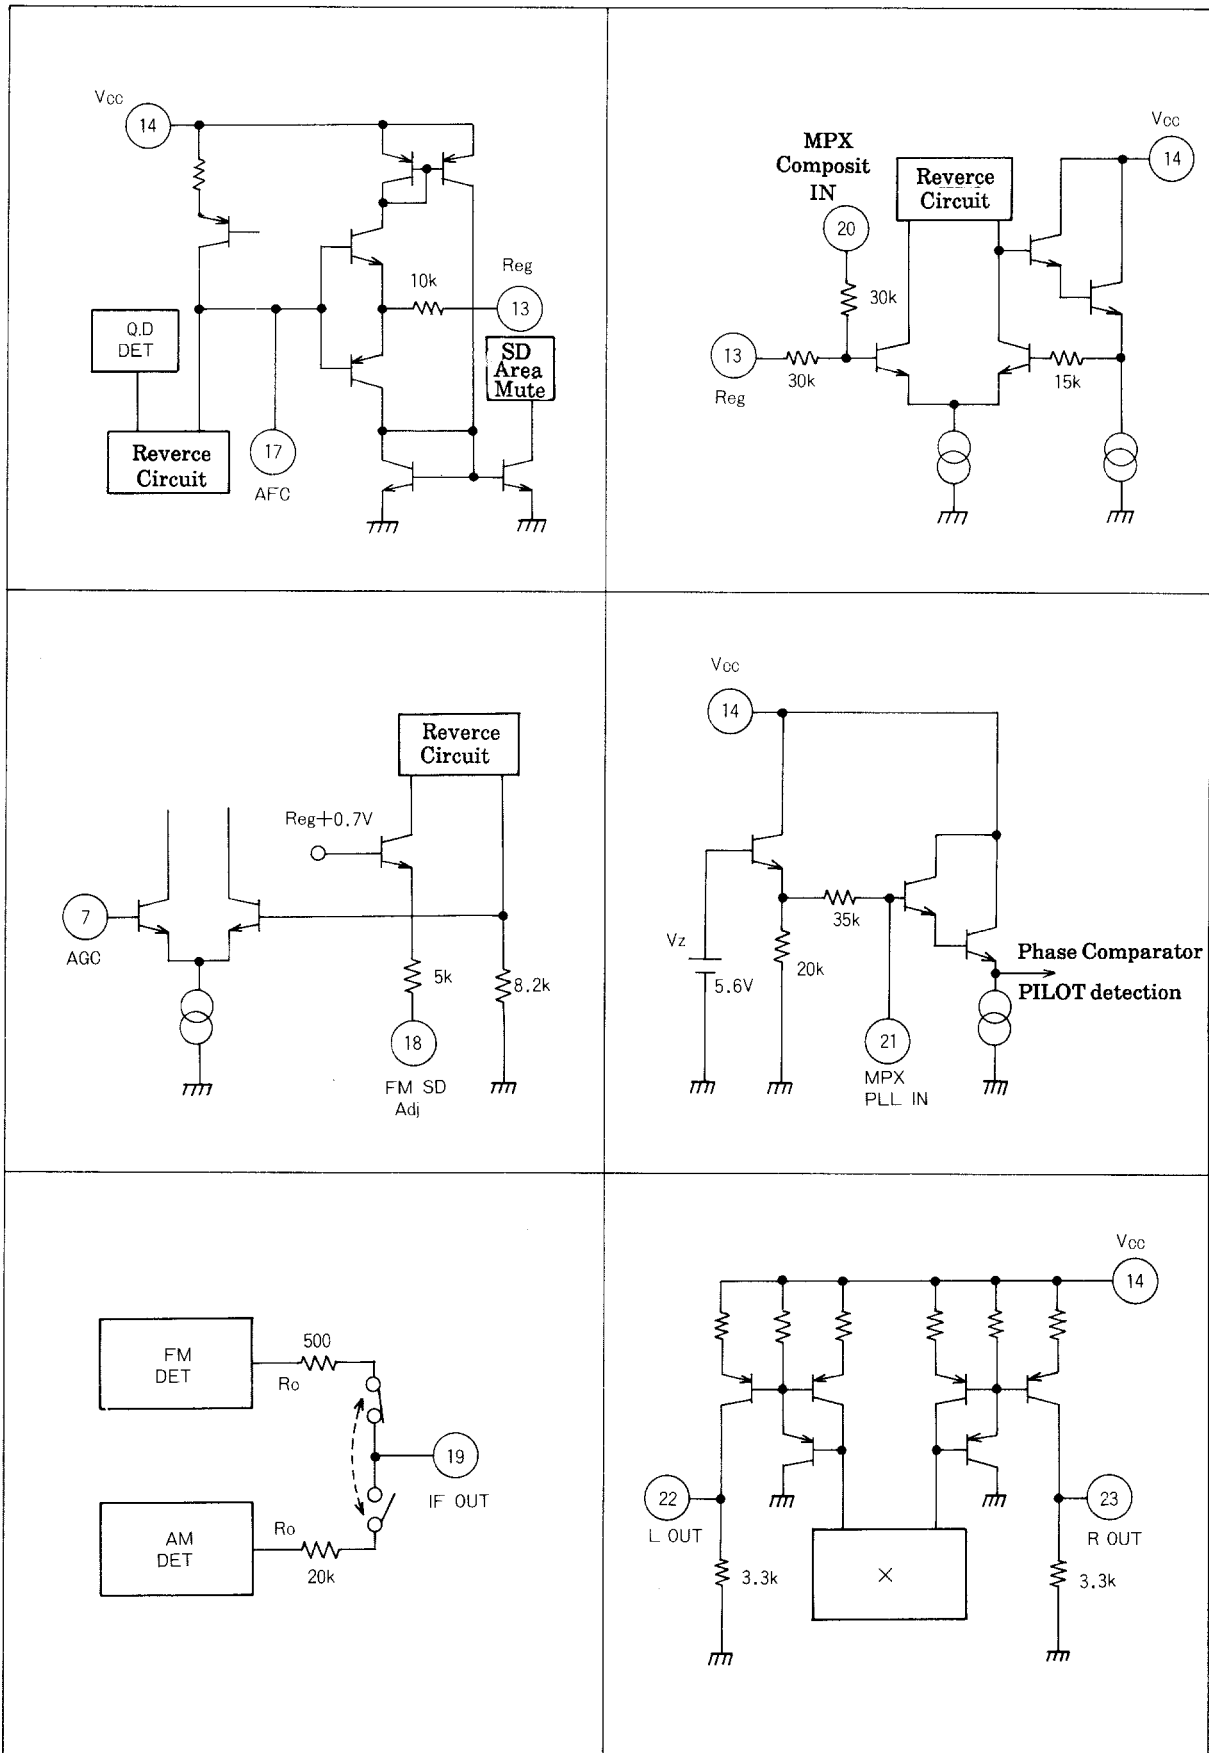 Vcc
14
10k
Reg
13
Q.D
DET
SD
Area
Mute
Reverce
Circuit
17
AFC
MPX
Composit
IN
20
Reverce
Circuit
Vcc
14
30k
13
Reg
30k
15k
Reverce
Circuit
Reg+0.7V
7
AGC
5k
8.2k
18
FM SD
Adj
Vcc
14
35k
Vz
5.6V
20k
Phase Comparator
PILOT detection
21
MPX
PLL IN
FM
DET
500
Ro
19
IF OUT
AM
DET
Ro
20k
Vcc
14
22
L OUT
23
R OUT
3.3k
×
3.3k